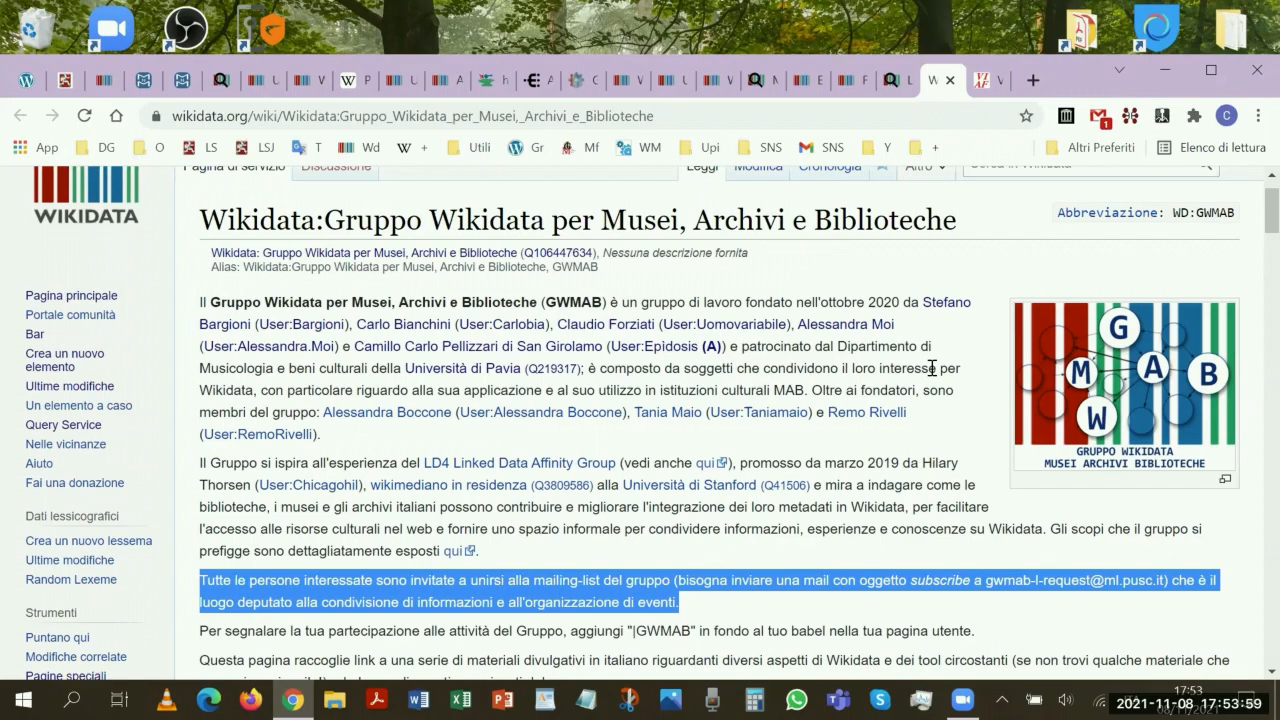 wikidata.org/wiki/Wikidata:Gruppo_Wikidata_per_Musei,_Archivi_e_Biblioteche
1
C
App DG O LS LSJ T Wd + Utili Gr Mf WM Upr SNS SNS Y + Altri Preferiti Elenco di lettura
Pagina di servizio Discussione Leggi Modifica Cronologia Altro Cerca in Wikidata
WIKIDATA
Wikidata:Gruppo Wikidata per Musei, Archivi e Biblioteche
Abbreviazione: WD:GWMAB
Wikidata: Gruppo Wikidata per Musei, Archivi e Biblioteche (Q106447634), Nessuna descrizione fornita
Alias: Wikidata:Gruppo Wikidata per Musei, Archivi e Biblioteche, GWMAB
Pagina principale
Portale comunità
Bar
Crea un nuovo
elemento
Ultime modifiche
Un elemento a caso
Query Service
Nelle vicinanze
Aiuto
Fai una donazione
Dati lessicografici
Crea un nuovo lessema
Ultime modifiche
Random Lexeme
Strumenti
Puntano qui
Modifiche correlate
Pagine speciali
Il Gruppo Wikidata per Musei, Archivi e Biblioteche (GWMAB) è un gruppo di lavoro fondato nell'ottobre 2020 da Stefano
Bargioni (User:Bargioni), Carlo Bianchini (User:Carlobia), Claudio Forziati (User:Uomovariabile), Alessandra Moi
(User:Alessandra.Moi) e Camillo Carlo Pellizzari di San Girolamo (User:Epìdosis (A)) e patrocinato dal Dipartimento di
Musicologia e beni culturali della Università di Pavia (Q219317); è composto da soggetti che condividono il loro interesse per
Wikidata, con particolare riguardo alla sua applicazione e al suo utilizzo in istituzioni culturali MAB. Oltre ai fondatori, sono
membri del gruppo: Alessandra Boccone (User:Alessandra Boccone), Tania Maio (User:Taniamaio) e Remo Rivelli
(User:RemoRivelli).
G
M A B
W
GRUPPO WIKIDATA
MUSEI ARCHIVI BIBLIOTECHE
Il Gruppo si ispira all'esperienza del LD4 Linked Data Affinity Group (vedi anche qui), promosso da marzo 2019 da Hilary
Thorsen (User:Chicagohil), wikimediano in residenza (Q3809586) alla Università di Stanford (Q41506) e mira a indagare come le
biblioteche, i musei e gli archivi italiani possono contribuire e migliorare l'integrazione dei loro metadati in Wikidata, per facilitare
l'accesso alle risorse culturali nel web e fornire uno spazio informale per condividere informazioni, esperienze e conoscenze su Wikidata. Gli scopi che il gruppo si
prefigge sono dettagliatamente esposti qui.
Tutte le persone interessate sono invitate a unirsi alla mailing-list del gruppo (bisogna inviare una mail con oggetto subscribe a gwmab-l-request@ml.pusc.it) che è il
luogo deputato alla condivisione di informazioni e all'organizzazione di eventi.
Per segnalare la tua partecipazione alle attività del Gruppo, aggiungi "|GWMAB" in fondo al tuo babel nella tua pagina utente.
Questa pagina raccoglie link a una serie di materiali divulgativi in italiano riguardanti diversi aspetti di Wikidata e dei tool circostanti (se non trovi qualche materiale che
17:53
2021-11-08 17:53:59